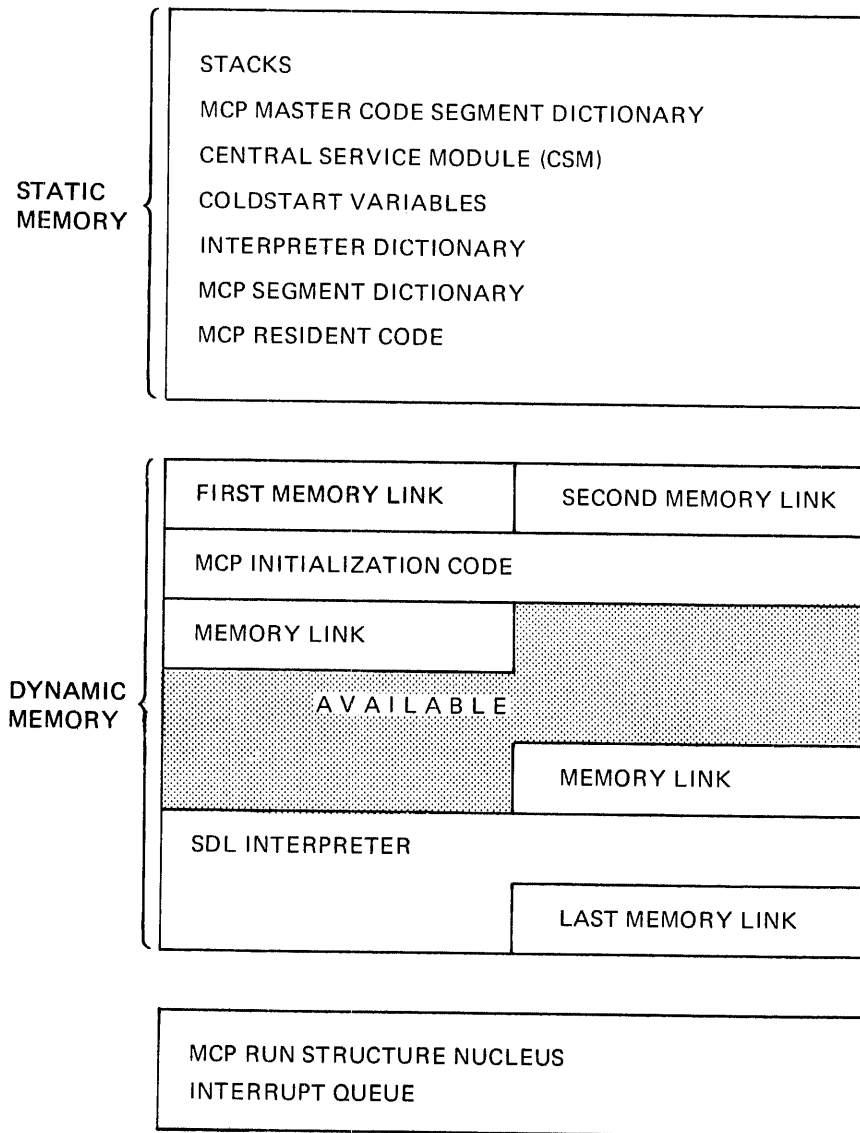 STACKS
MCP MASTER CODE SEGMENT DICTIONARY
CENTRAL SERVICE MODULE (CSM)
COLDSTART VARIABLES
INTERPRETER DICTIONARY
MCP SEGMENT DICTIONARY
MCP RESIDENT CODE
STATIC
MEMORY
FIRST MEMORY LINK
SECOND MEMORY LINK
MCP INITIALIZATION CODE
MEMORY LINK
AVAILABLE
MEMORY LINK
SDL INTERPRETER
LAST MEMORY LINK
DYNAMIC
MEMORY
MCP RUN STRUCTURE NUCLEUS
INTERRUPT QUEUE